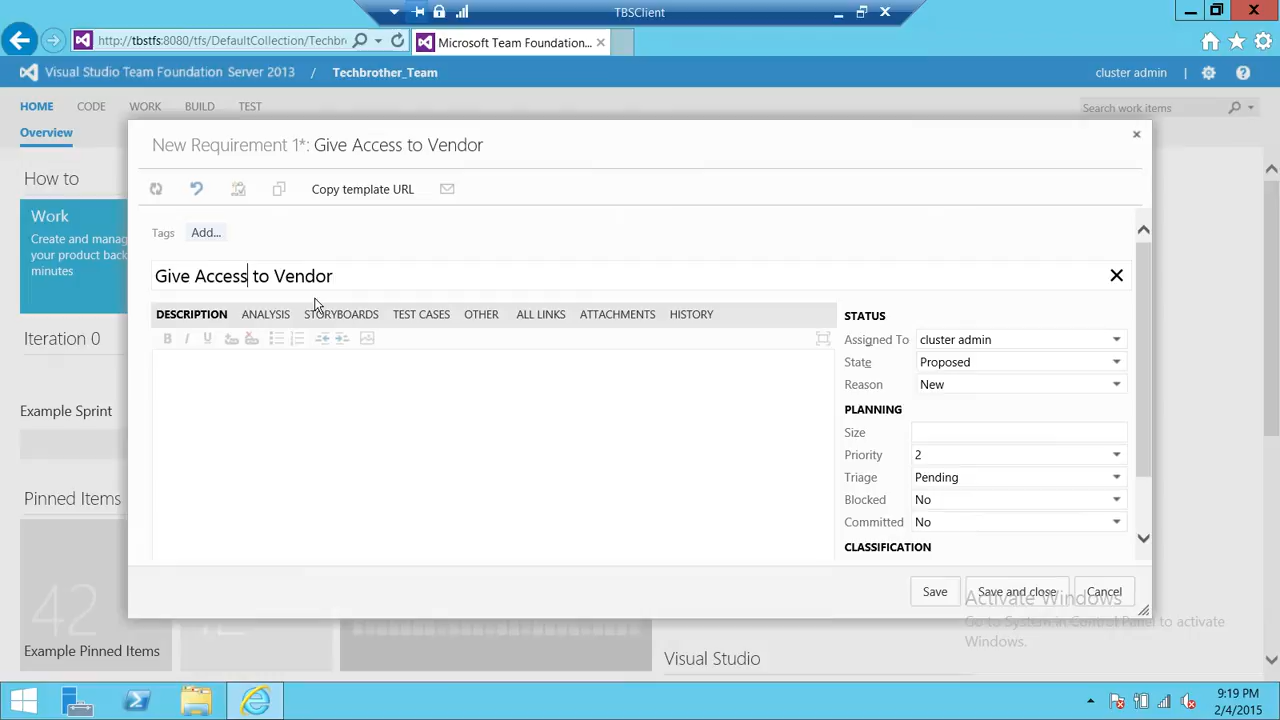 TBSClient
http://tbstfs:8080/tfs/DefaultCollection/Techbr
Microsoft Team Foundation...
Visual Studio Team Foundation Server 2013 / Techbrother_Team
cluster admin
HOME CODE WORK BUILD TEST
Search work items
Overview
New Requirement 1*: Give Access to Vendor
How to
Copy template URL
Work
Create and manag
your product back
minutes
Tags Add...
Give Access to Vendor
DESCRIPTION ANALYSIS STORYBOARDS TEST CASES OTHER ALL LINKS ATTACHMENTS HISTORY
B I U
STATUS
Assigned To cluster admin
State Proposed
Reason New
PLANNING
Size
Priority 2
Triage Pending
Blocked No
Committed No
CLASSIFICATION
Iteration 0
Example Sprint
Pinned Items
42
Example Pinned Items
Save Save and close Cancel
Activate Windows
Go to System in Control Panel to activate
Windows.
Visual Studio
9:19 PM
2/4/2015